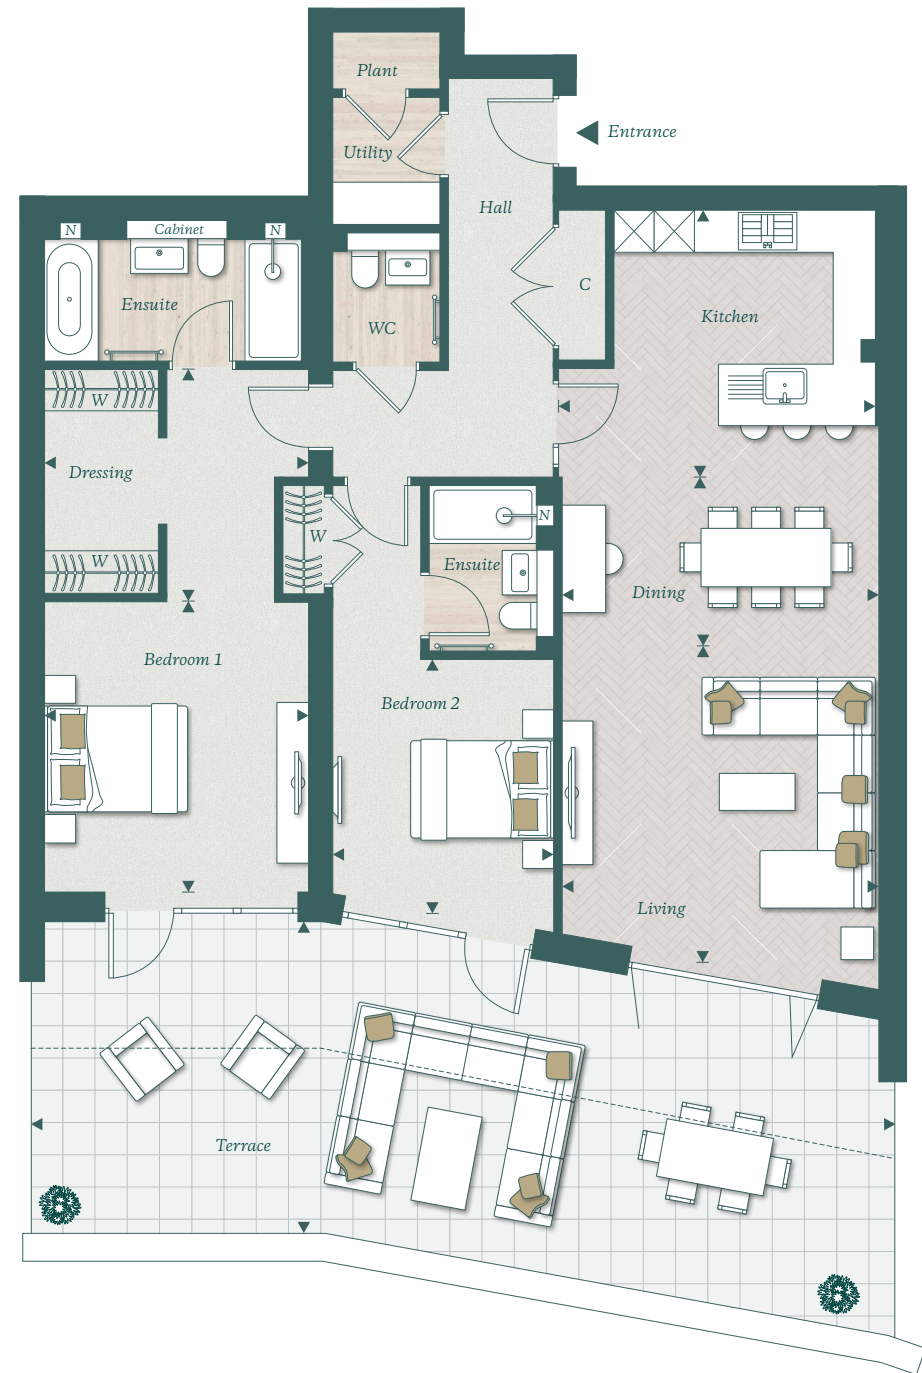 Plant
Entrance
Utility
Hall
N
Cabinet
N
C
Ensuite
Kitchen
WC
W
Dressing
N
W
W
Ensuite
Dining
Bedroom 1
Bedroom 2
Living
Terrace